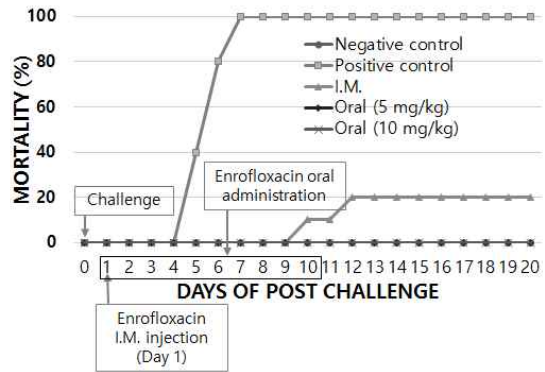 100
80
60
40
20
0
MORTALITY (%)
Negative control
Positive control
I.M.
Oral (5 mg/kg)
Oral (10 mg/kg)
Challenge
Enrofloxacin oral
administration
0 1 2 3 4 5 6 7 8 9 10 11 12 13 14 15 16 17 18 19 20
DAYS OF POST CHALLENGE
Enrofloxacin
I.M. injection
(Day 1)